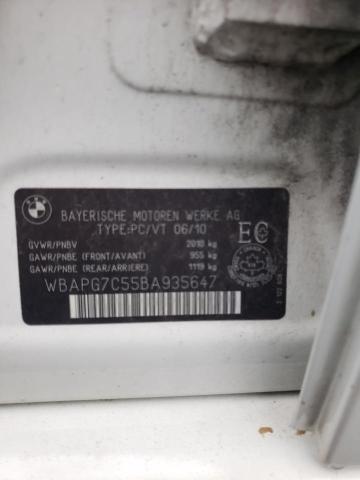 BMW
BAYERISCHE MOTOREN WERKE AG
TYPE:PC/VT 06/10
GVWR/PNBV 2010 kg
GAWR/PNBE (FRONT/AVANT) 955 kg
GAWR/PNBE (REAR/ARRIERE) 1119 kg
EC
WBAPG7C55BA935647